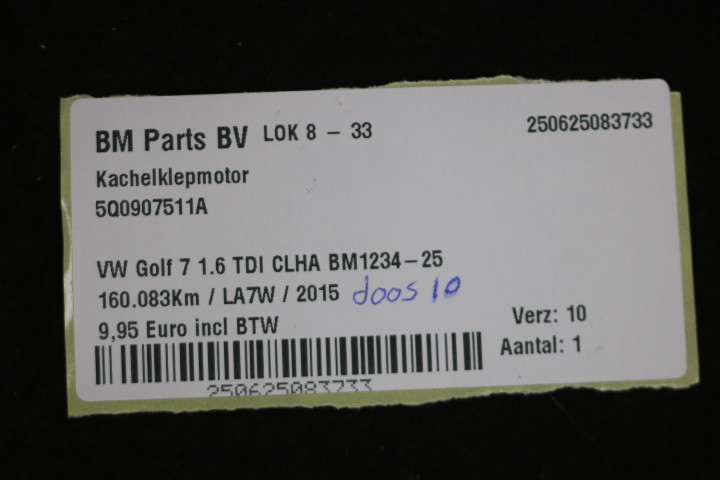 BM Parts BV LOK 8 - 33 250625083733
Kachelklepmotor
5Q0907511A
VW Golf 7 1.6 TDI CLHA BM1234-25
160.083Km / LA7W / 2015 doos 10
9,95 Euro incl BTW
Verz: 10
Aantal: 1
250625083733